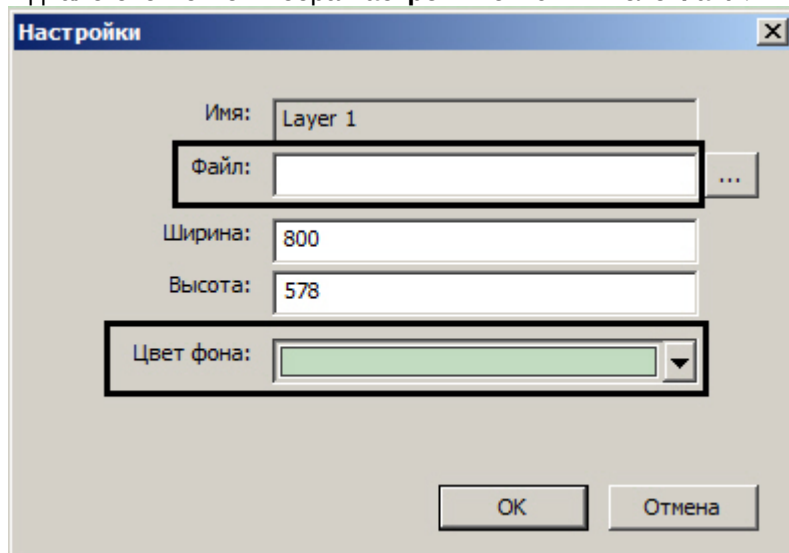 Настройки
Имя: Layer 1
Файл: ...
Ширина: 800
Высота: 578
Цвет фона:
OK Отмена